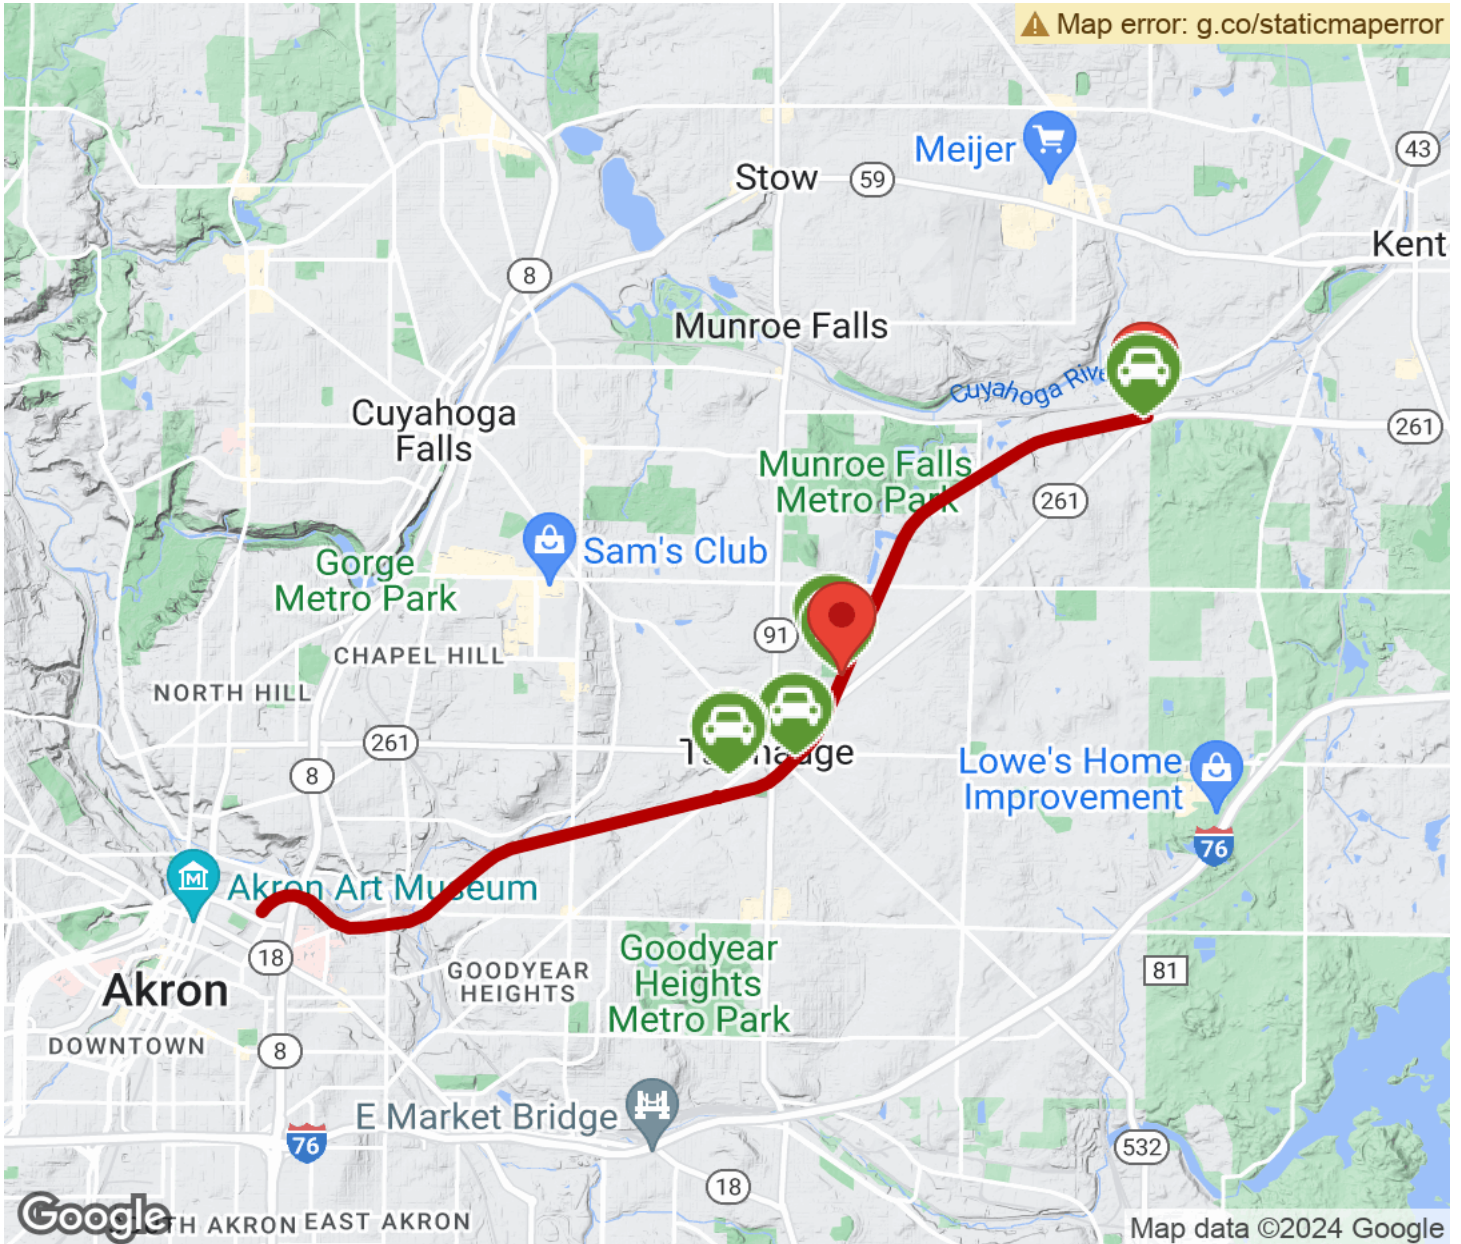 Map error: g.co/staticmaperror
Meijer
43
Stow
59
Kent
8
Munroe Falls
Cuyahoga
Falls
Cuyahoga
261
Munroe Falls
Metro Park
261
Sam's Club
Gorge
Metro Park
91
CHAPEL HILL
NORTH HILL
261
8
Lowe's Home
Improvement
76
Akron Art Museum
M
18
Goodyear
Heights
Metro Park
GOODYEAR
HEIGHTS
81
Akron
DOWNTOWN
8
E Market Bridge
76
532
18
Google
AKRON
EAST AKRON
Map data ©2024 Google